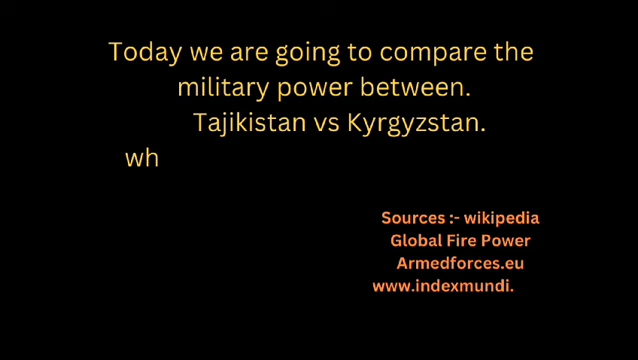 Today we are going to compare the
military power between.
Tajikistan vs Kyrgyzstan.
wh
Sources :- wikipedia
Global Fire Power
Armedforces.eu
www.indexmundi.